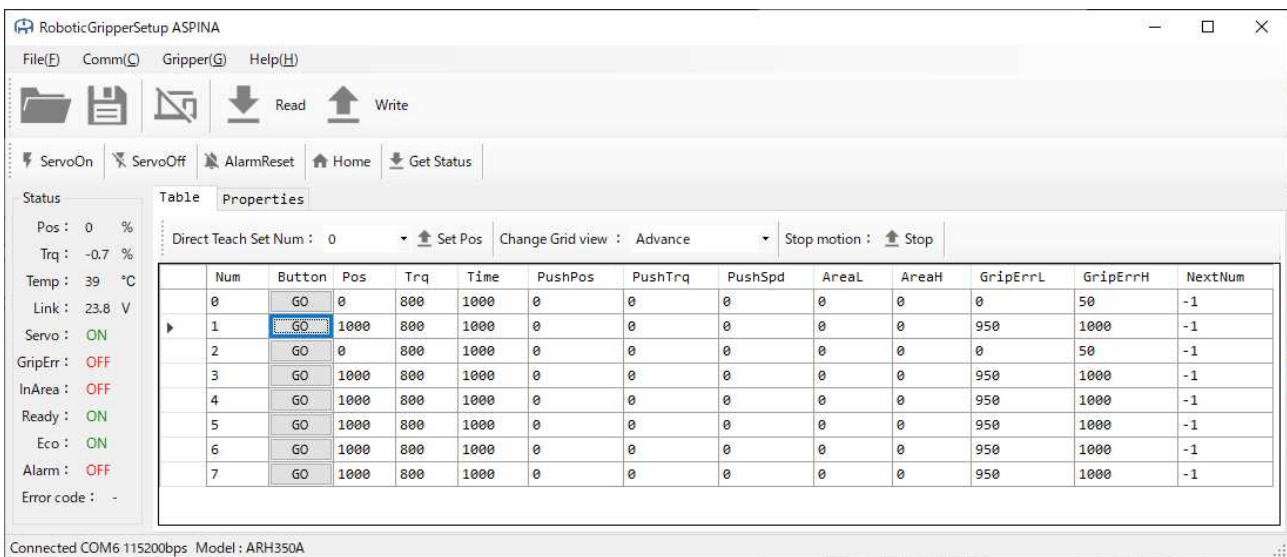 RoboticGripperSetup ASPINA
File(F) Comm(C) Gripper(G) Help(H)
Read Write
ServoOn ServoOff AlarmReset Home Get Status
Status
Pos : 0 %
Trq : -0.7 %
Temp : 39 °C
Link : 23.8 V
Servo : ON
GripErr : OFF
InArea : OFF
Ready : ON
Eco : ON
Alarm : OFF
Error code : -
Table Properties
Direct Teach Set Num : 0 Set Pos Change Grid view : Advance Stop motion : Stop
Num Button Pos Trq Time PushPos PushTrq PushSpd AreaL AreaH GripErrL GripErrH NextNum
0 GO 0 800 1000 0 0 0 0 0 0 50 -1
1 GO 1000 800 1000 0 0 0 0 0 950 1000 -1
2 GO 0 800 1000 0 0 0 0 0 0 50 -1
3 GO 1000 800 1000 0 0 0 0 0 950 1000 -1
4 GO 1000 800 1000 0 0 0 0 0 950 1000 -1
5 GO 1000 800 1000 0 0 0 0 0 950 1000 -1
6 GO 1000 800 1000 0 0 0 0 0 950 1000 -1
7 GO 1000 800 1000 0 0 0 0 0 950 1000 -1
Connected COM6 115200bps Model : ARH350A